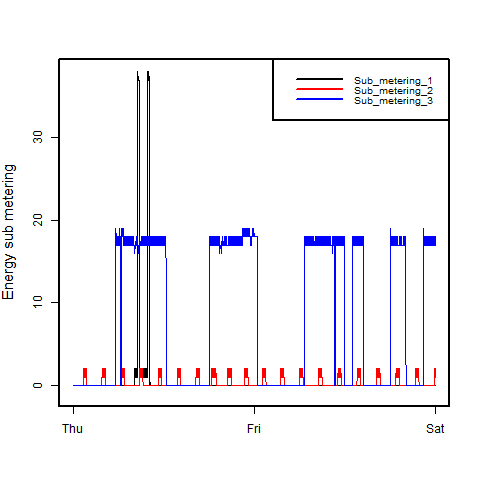 Sub_metering_1
Sub_metering_2
Sub_metering_3
Energy sub metering
30
20
10
0
Thu
Fri
Sat